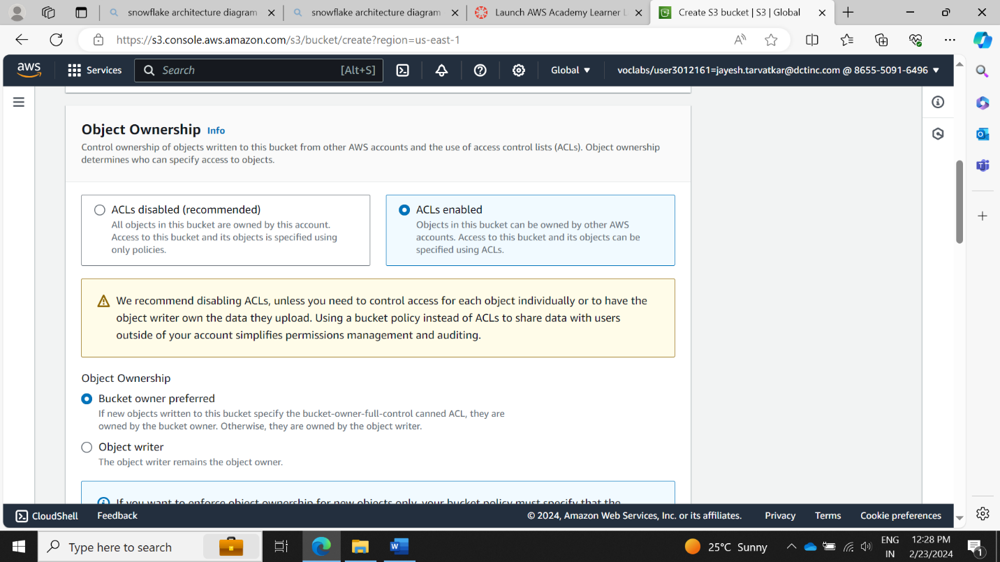 snowflake architecture diagram
snowflake architecture diagram
Launch AWS Academy Learner L
Create S3 bucket | S3 | Global
https://s3.console.aws.amazon.com/s3/bucket/create?region=us-east-1
aws
Services
Search
[Alt+S]
Global
voclabs/user3012161=jayesh.tarvatkar@dctinc.com @ 8655-5091-6496
Object Ownership Info
Control ownership of objects written to this bucket from other AWS accounts and the use of access control lists (ACLs). Object ownership
determines who can specify access to objects.
ACLs disabled (recommended)
All objects in this bucket are owned by this account.
Access to this bucket and its objects is specified using
only policies.
ACLs enabled
Objects in this bucket can be owned by other AWS
accounts. Access to this bucket and its objects can be
specified using ACLs.
We recommend disabling ACLs, unless you need to control access for each object individually or to have the
object writer own the data they upload. Using a bucket policy instead of ACLs to share data with users
outside of your account simplifies permissions management and auditing.
Object Ownership
Bucket owner preferred
If new objects written to this bucket specify the bucket-owner-full-control canned ACL, they are
owned by the bucket owner. Otherwise, they are owned by the object writer.
Object writer
The object writer remains the object owner.
If you want to enforce object ownership for new objects only, your bucket policy must specify that the
CloudShell
Feedback
© 2024, Amazon Web Services, Inc. or its affiliates.
Privacy
Terms
Cookie preferences
Type here to search
25°C Sunny
ENG
IN
12:28 PM
2/23/2024
1